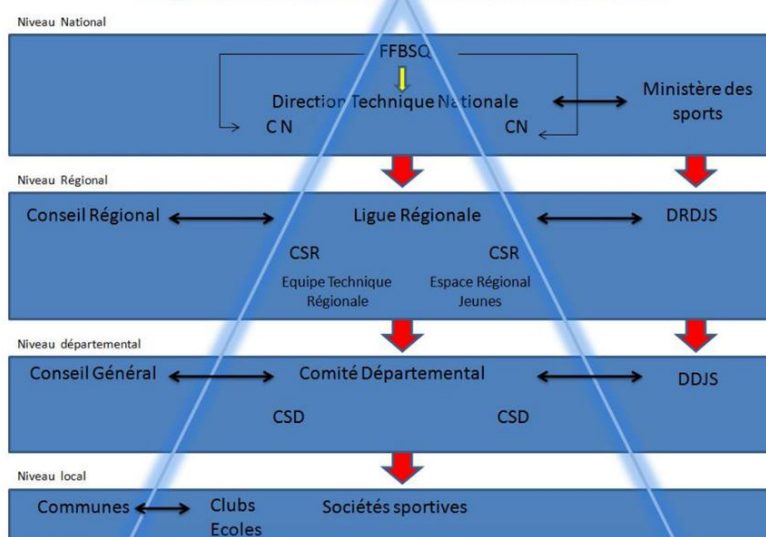 Niveau National
FFBSQ
Direction Technique Nationale
Ministère des
sports
C N
CN
Niveau Régional
Conseil Régional
Ligue Régionale
DRDJS
CSR
CSR
Equipe Technique
Régionale
Espace Régional
Jeunes
Niveau départemental
Conseil Général
Comité Départemental
DDJS
CSD
CSD
Niveau local
Communes
Clubs
Ecoles
Sociétés sportives